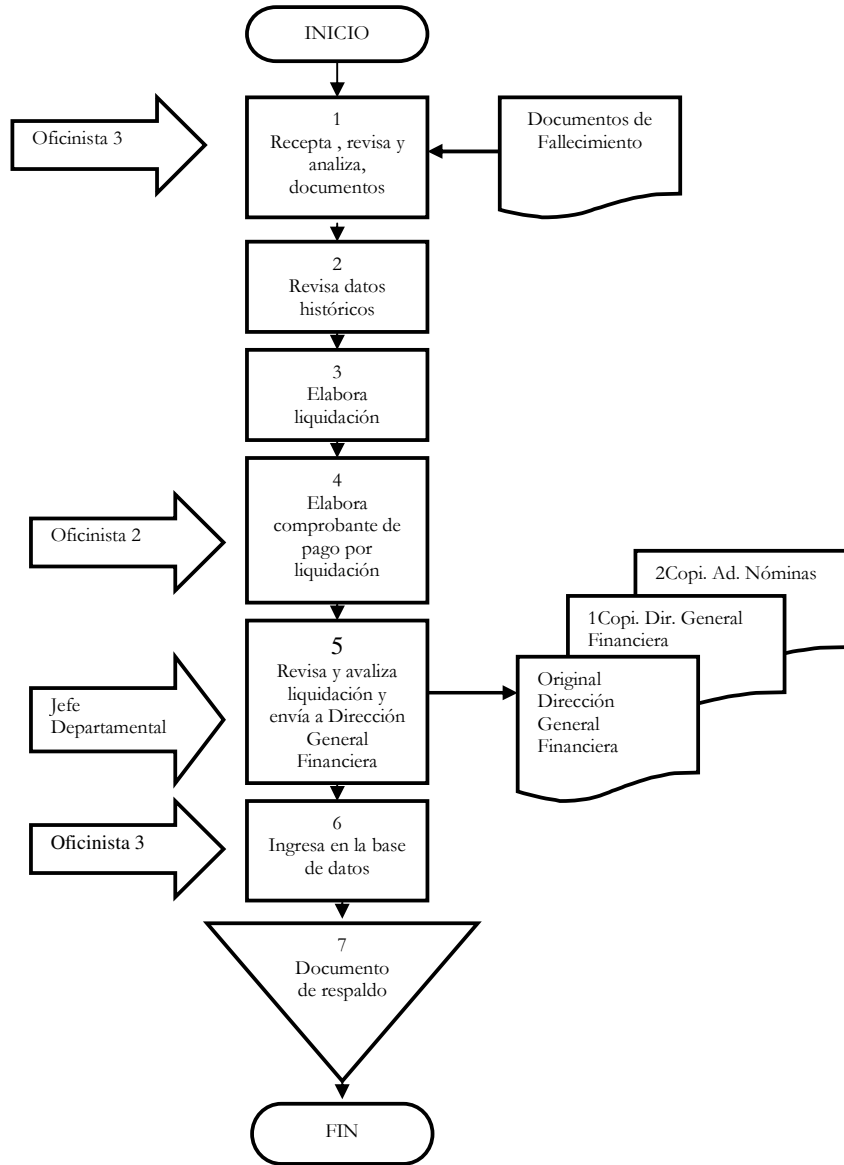 INICIO
Oficinista 3
1
Recepta , revisa y
analiza,
documentos
Documentos de
Fallecimiento
2
Revisa datos
históricos
3
Elabora
liquidación
Oficinista 2
4
Elabora
comprobante de
pago por
liquidación
2Copi. Ad. Nóminas
1Copi. Dir. General
Financiera
Original
Dirección
General
Financiera
Jefe
Departamental
5
Revisa y avaliza
liquidación y
envía a Dirección
General
Financiera
Oficinista 3
6
Ingresa en la base
de datos
7
Documento
de respaldo
FIN